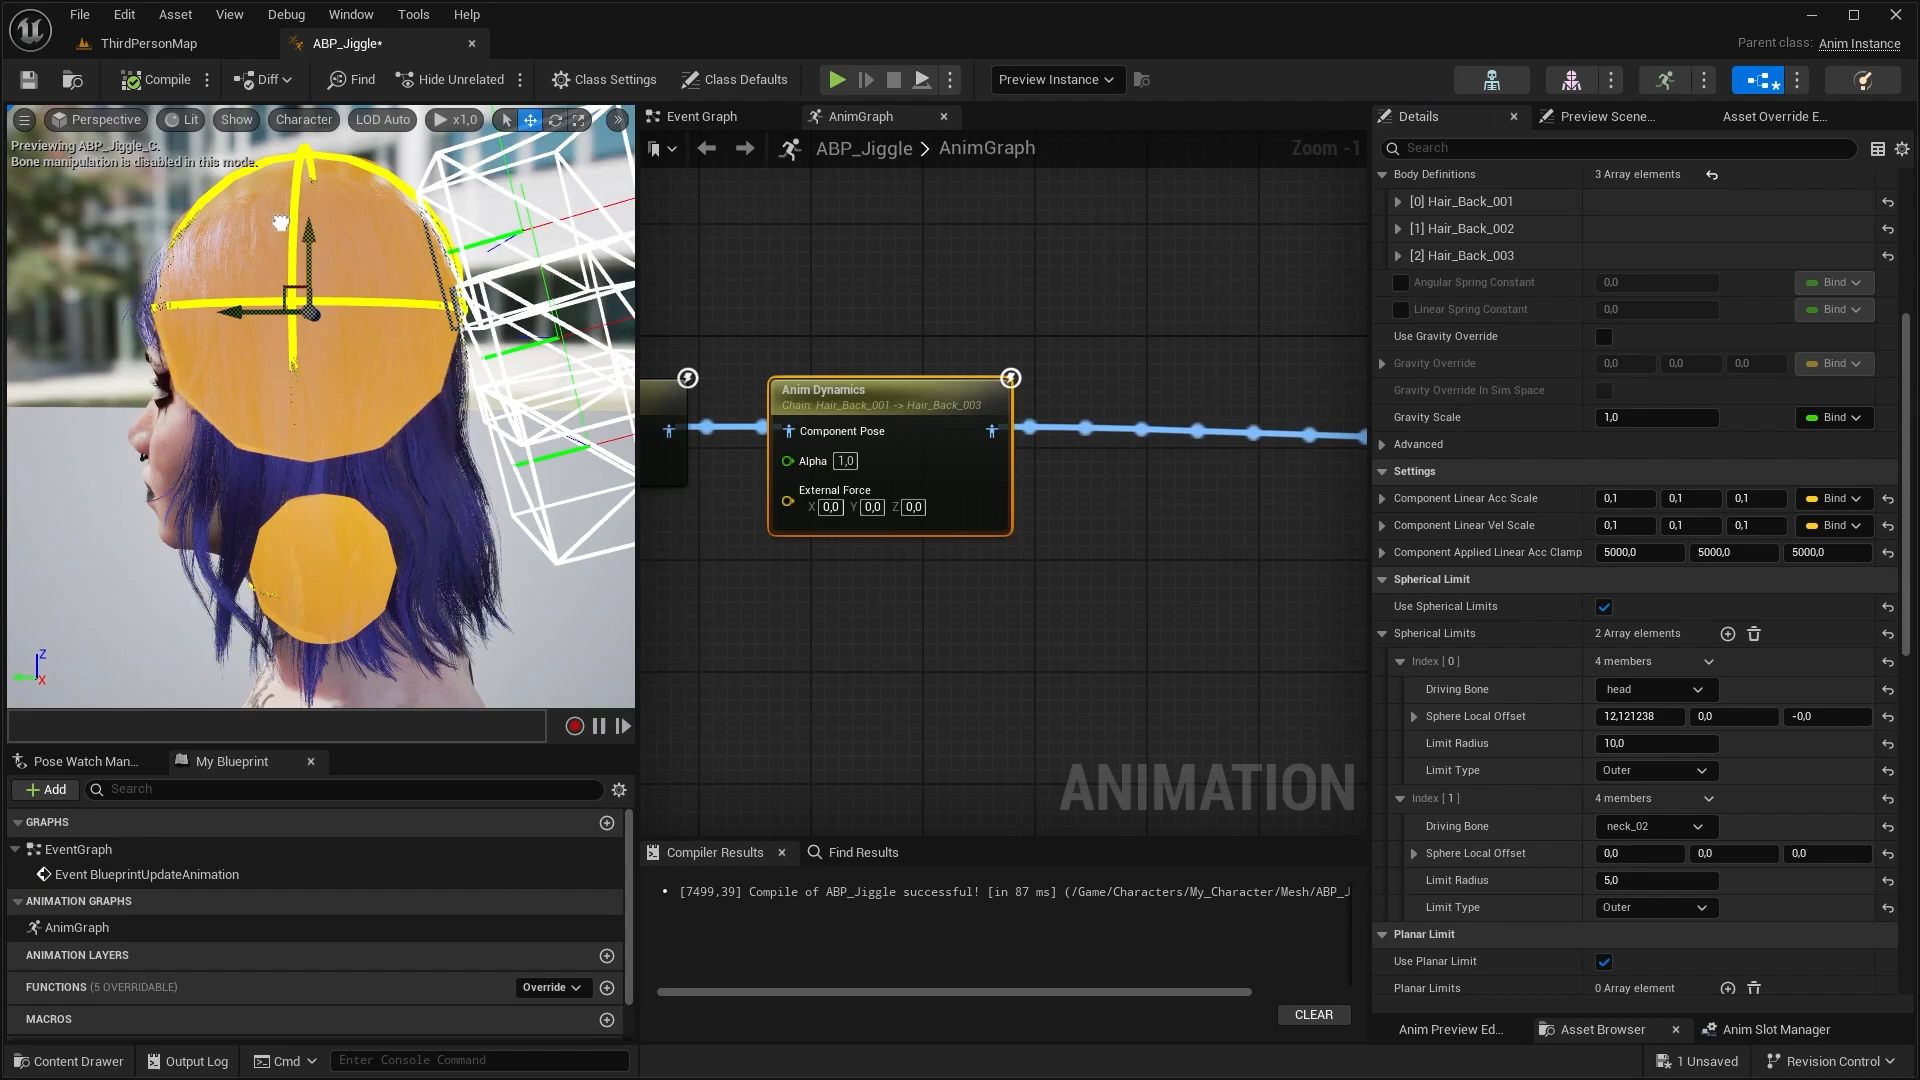 File Edit Asset View Debug Window Tools Help
ThirdPersonMap
ABP_Jiggle*
Parent class: Anim Instance
Compile Diff Find Hide Unrelated Class Settings Class Defaults Preview Instance
Perspective Lit Show Character LOD Auto x1,0
Previewing ABP_Jiggle_C.
Bone manipulation is disabled in this mode.
Z
X
Pose Watch Man... My Blueprint
Add Search
GRAPHS
EventGraph
Event BlueprintUpdateAnimation
ANIMATION GRAPHS
AnimGraph
ANIMATION LAYERS
FUNCTIONS (5 OVERRIDABLE) Override
MACROS
Event Graph AnimGraph
ABP_Jiggle > AnimGraph Zoom -1
Anim Dynamics
Chain: Hair_Back_001 -> Hair_Back_003
Component Pose
Alpha 1,0
External Force
X 0,0 Y 0,0 Z 0,0
ANIMATION
Compiler Results Find Results
• [7499,39] Compile of ABP_Jiggle successful! [in 87 ms] (/Game/Characters/My_Character/Mesh/ABP_J
CLEAR
Details Preview Scene... Asset Override E...
Search
Body Definitions 3 Array elements
[0] Hair_Back_001
[1] Hair_Back_002
[2] Hair_Back_003
Angular Spring Constant 0,0 Bind
Linear Spring Constant 0,0 Bind
Use Gravity Override
Gravity Override 0,0 0,0 0,0 Bind
Gravity Override In Sim Space
Gravity Scale 1,0 Bind
Advanced
Settings
Component Linear Acc Scale 0,1 0,1 0,1 Bind
Component Linear Vel Scale 0,1 0,1 0,1 Bind
Component Applied Linear Acc Clamp 5000,0 5000,0 5000,0
Spherical Limit
Use Spherical Limits
Spherical Limits 2 Array elements
Index [ 0 ] 4 members
Driving Bone head
Sphere Local Offset 12,121238 0,0 -0,0
Limit Radius 10,0
Limit Type Outer
Index [ 1 ] 4 members
Driving Bone neck_02
Sphere Local Offset 0,0 0,0 0,0
Limit Radius 5,0
Limit Type Outer
Planar Limit
Use Planar Limit
Planar Limits 0 Array element
Anim Preview Ed... Asset Browser Anim Slot Manager
Content Drawer Output Log Cmd Enter Console Command 1 Unsaved Revision Control